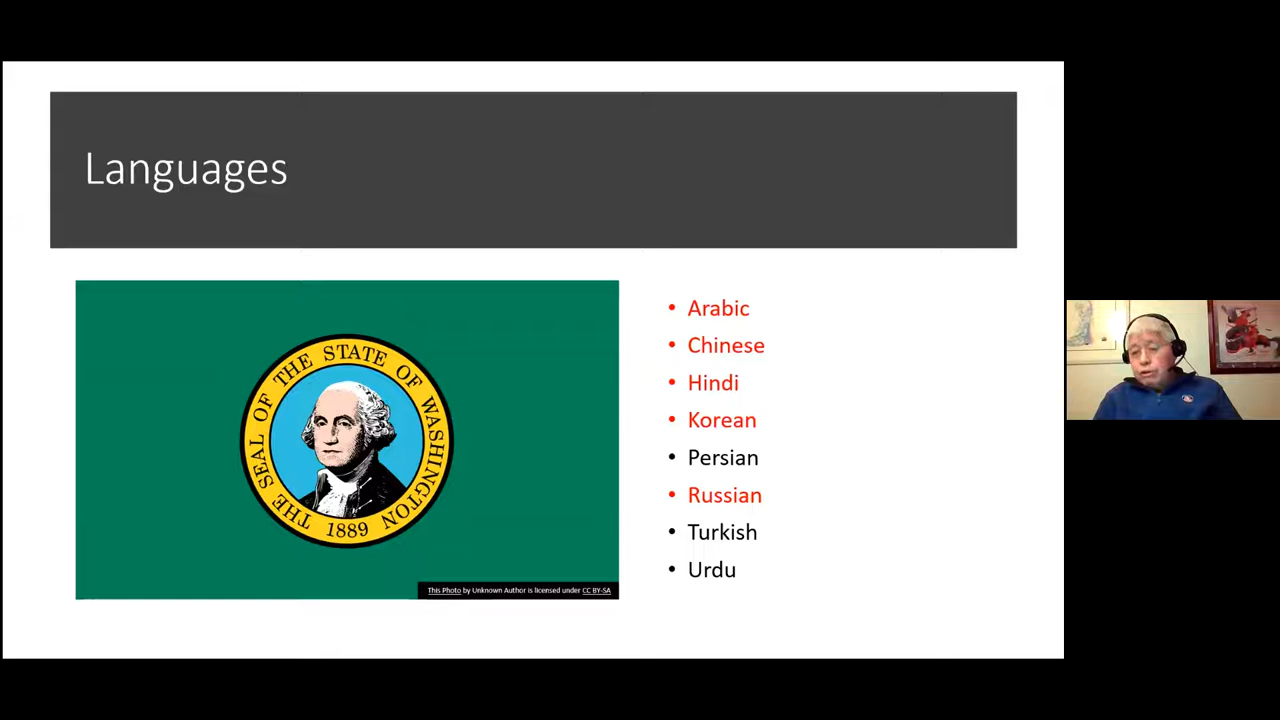 Languages
THE SEAL OF THE STATE OF WASHINGTON
1889
• Arabic
• Chinese
• Hindi
• Korean
• Persian
• Russian
• Turkish
• Urdu
This Photo by Unknown Author is licensed under CC BY-SA